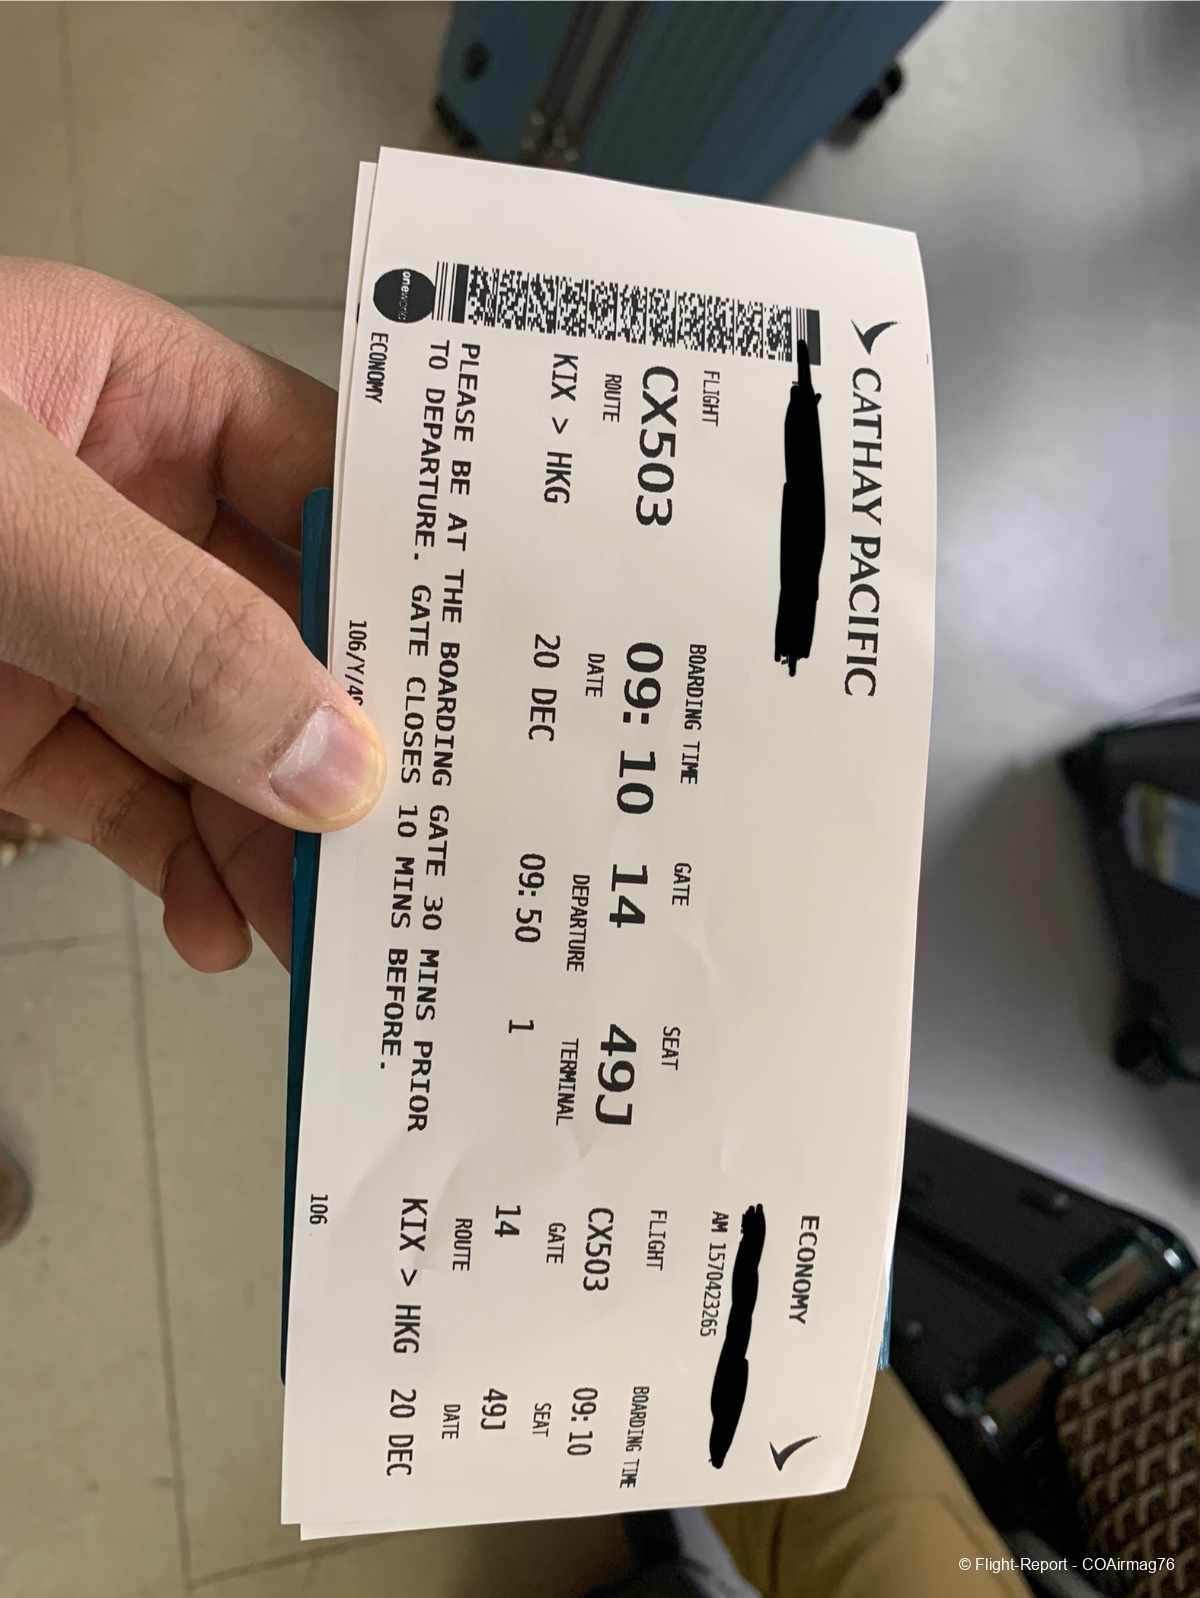 CATHAY PACIFIC
FLIGHT BOARDING TIME GATE SEAT
CX503 09:10 14 49J
ROUTE DATE DEPARTURE TERMINAL
KIX > HKG 20 DEC 09:50 1
PLEASE BE AT THE BOARDING GATE 30 MINS PRIOR
TO DEPARTURE. GATE CLOSES 10 MINS BEFORE.
oneworld
ECONOMY 106/Y/49 106
ECONOMY
AM 1570423265
FLIGHT BOARDING TIME
CX503 09:10
GATE SEAT
14 49J
ROUTE DATE
KIX > HKG 20 DEC
© Flight-Report - COAirmag76